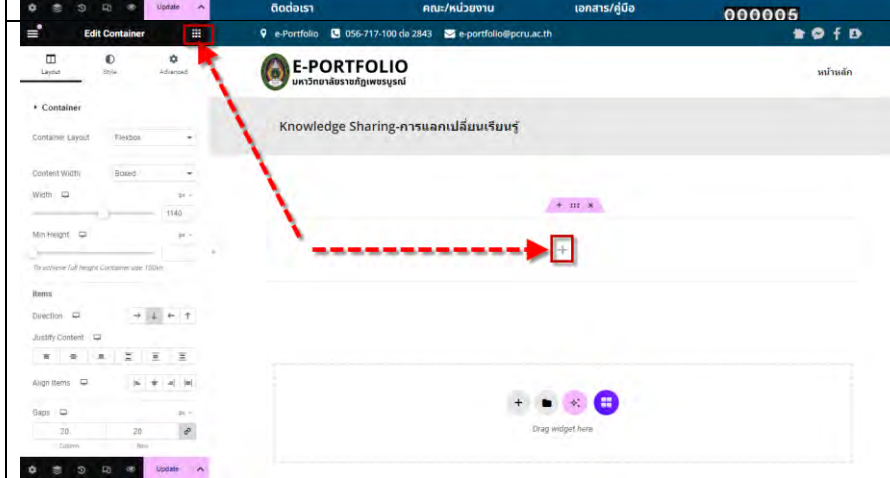 Update
ติดต่อเรา
คณะ/หน่วยงาน
เอกสาร/คู่มือ
000005
Edit Container
e-Portfolio
056-717-100 ต่อ 2843
e-portfolio@pcru.ac.th
Layout
Style
Advanced
E-PORTFOLIO
มหาวิทยาลัยราชภัฏเพชรบูรณ์
หน้าหลัก
Container
Knowledge Sharing-การแลกเปลี่ยนเรียนรู้
Container Layout
Flexbox
Content Width
Boxed
Width
px
1140
Min Height
px
To achieve full height Container use 100vh
Items
Direction
Justify Content
Align Items
Gaps
px
20
20
Column
Row
Drag widget here
Update